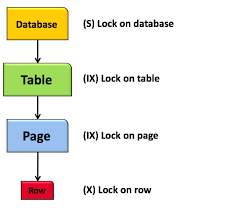 Database (S) Lock on database
Table (IX) Lock on table
Page (IX) Lock on page
Row (X) Lock on row